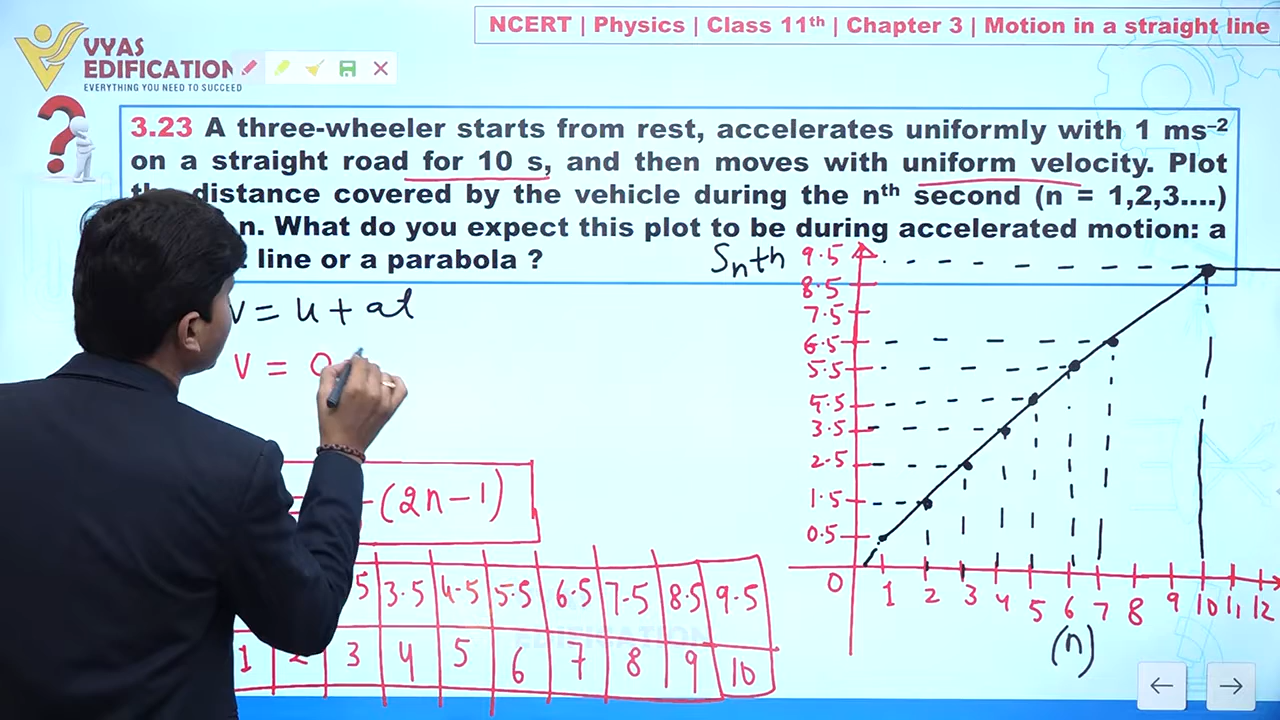 NCERT | Physics | Class 11th | Chapter 3 | Motion in a straight line
VYAS
EDIFICATION
EVERYTHING YOU NEED TO SUCCEED
3.23 A three-wheeler starts from rest, accelerates uniformly with 1 ms⁻²
on a straight road for 10 s, and then moves with uniform velocity. Plot
distance covered by the vehicle during the nth second (n = 1,2,3....)
n. What do you expect this plot to be during accelerated motion: a
line or a parabola ?
Snth
9.5
8.5
7.5
6.5
5.5
4.5
3.5
2.5
1.5
0.5
0 1 2 3 4 5 6 7 8 9 10 11 12
(n)
v = u + at
v = 0
(2n-1)
5 3.5 4.5 5.5 6.5 7.5 8.5 9.5
1 2 3 4 5 6 7 8 9 10
EDIFICATION